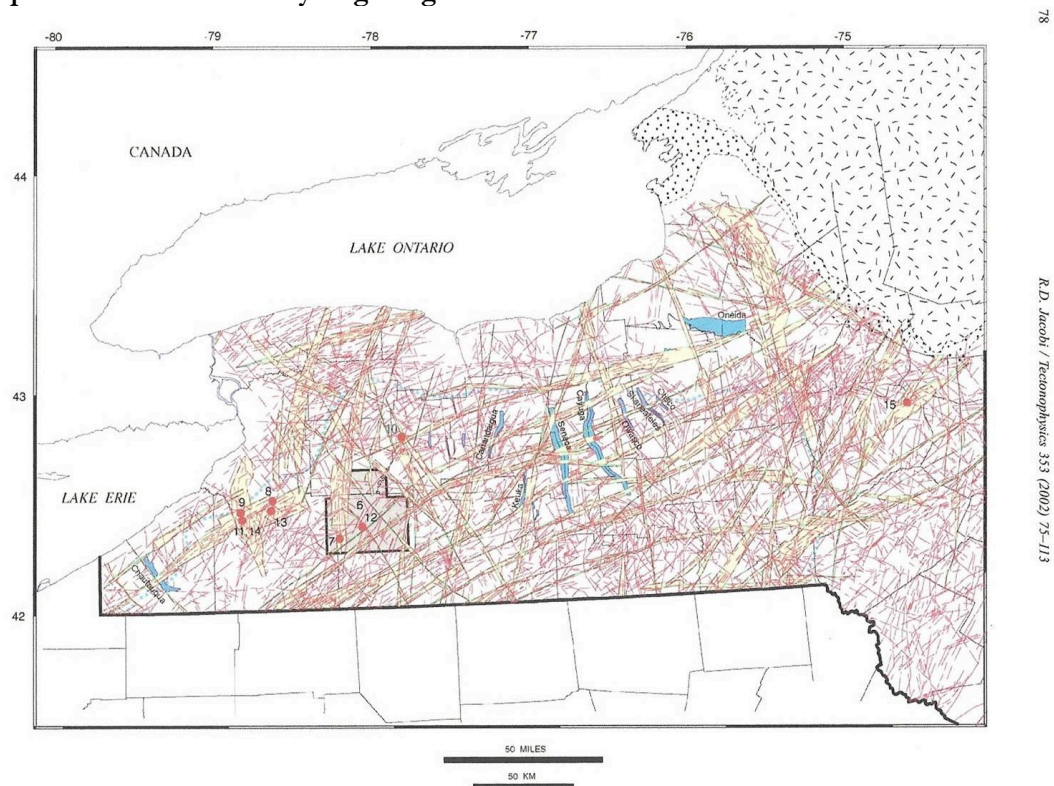 -80 -79 -78 -77 -76 -75
78
CANADA
44
LAKE ONTARIO
R.D. Jacobi / Tectonophysics 353 (2002) 75–113
Oneida
43
15
10
Canandaigua
Seneca
Cayuga
Owasco
Skaneateles
Otisco
Keuka
LAKE ERIE
8
9
11,14
13
6
12
7
Chautauqua
42
50 MILES
50 KM